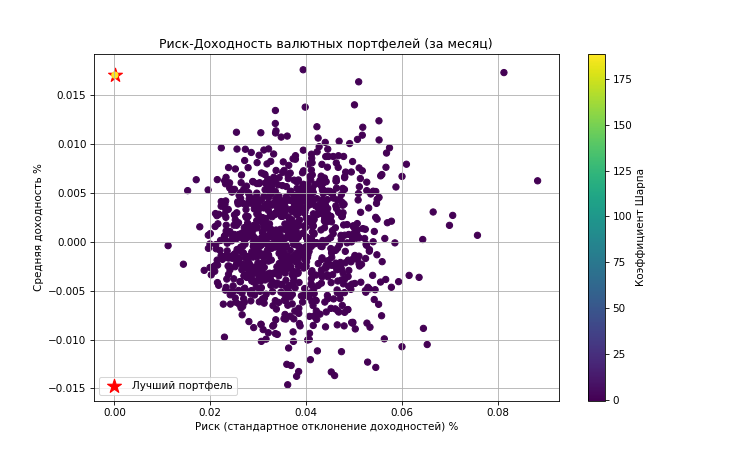 Риск-Доходность валютных портфелей (за месяц)
Средняя доходность %
0.015
0.010
0.005
0.000
−0.005
−0.010
−0.015
Лучший портфель
0.00 0.02 0.04 0.06 0.08
Риск (стандартное отклонение доходностей) %
175
150
125
100
75
50
25
0
Коэффициент Шарпа